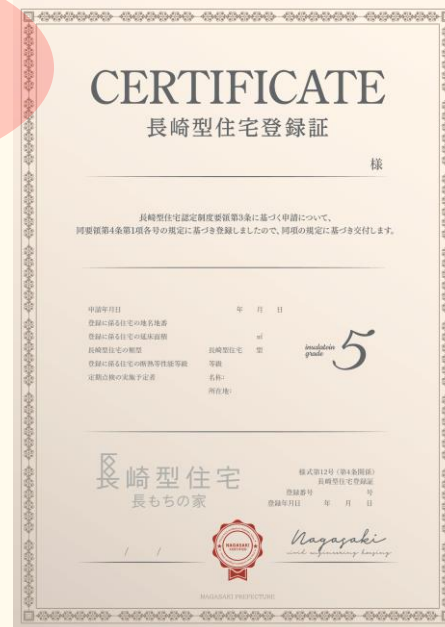 CERTIFICATE
長崎型住宅登録証
様
長崎型住宅認定制度要領第3条に基づく申請について、
同要領第4条第1項各号の規定に基づき登録しましたので、同項の規定に基づき交付します。
申請年月日 年 月 日
登録に係る住宅の地名地番
登録に係る住宅の延床面積 ㎡
長崎型住宅の類型 長崎型住宅 型
登録に係る住宅の断熱等性能等級 等級
定期点検の実施予定者 名称:
所在地:
insulatoin
grade 5
長崎型住宅
長もちの家
様式第12号(第4条関係)
長崎型住宅登録証
登録番号 号
登録年月日 年 月 日
/ /
NAGASAKI
Nagasaki
civil engineering housing
NAGASAKI PREFECTURE